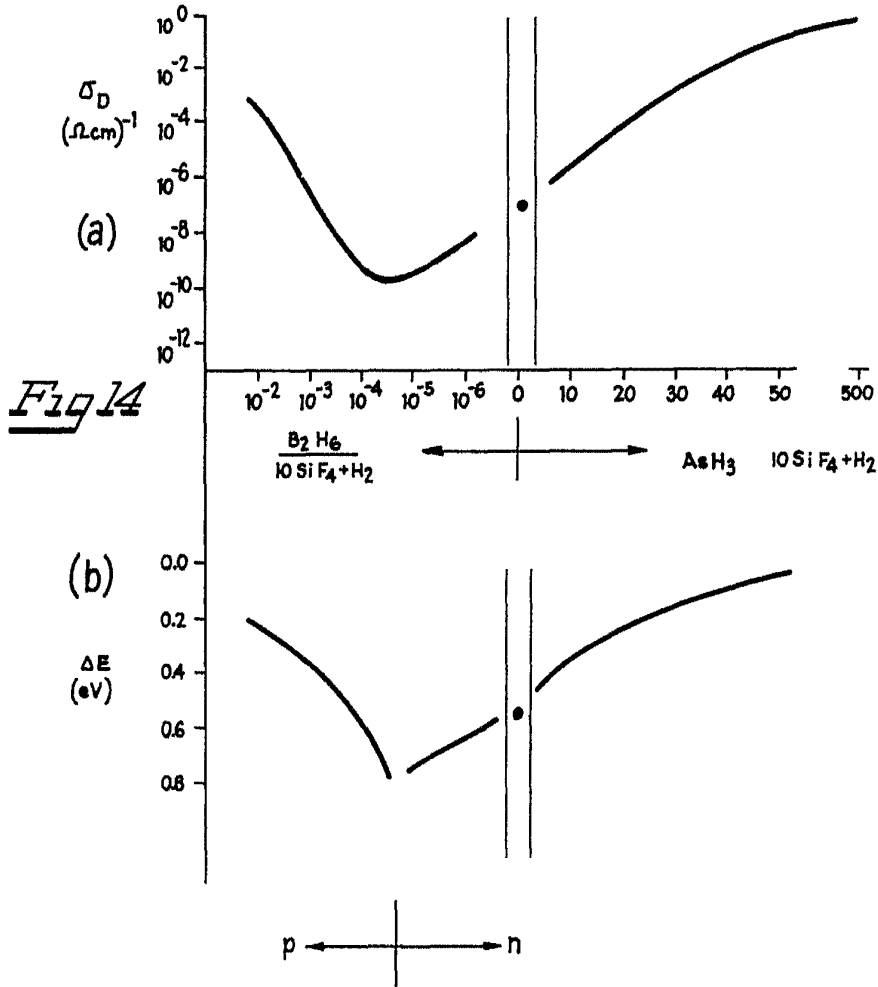 10^0
10^-2
σ_D
(Ωcm)^-1
10^-4
10^-6
(a)
10^-8
10^-10
10^-12
Fig 14
10^-2 10^-3 10^-4 10^-5 10^-6 0 10 20 30 40 50 500
B2H6
10SiF4+H2
AsH3 10SiF4+H2
(b)
0.0
0.2
ΔE
(eV)
0.4
0.6
0.8
p n